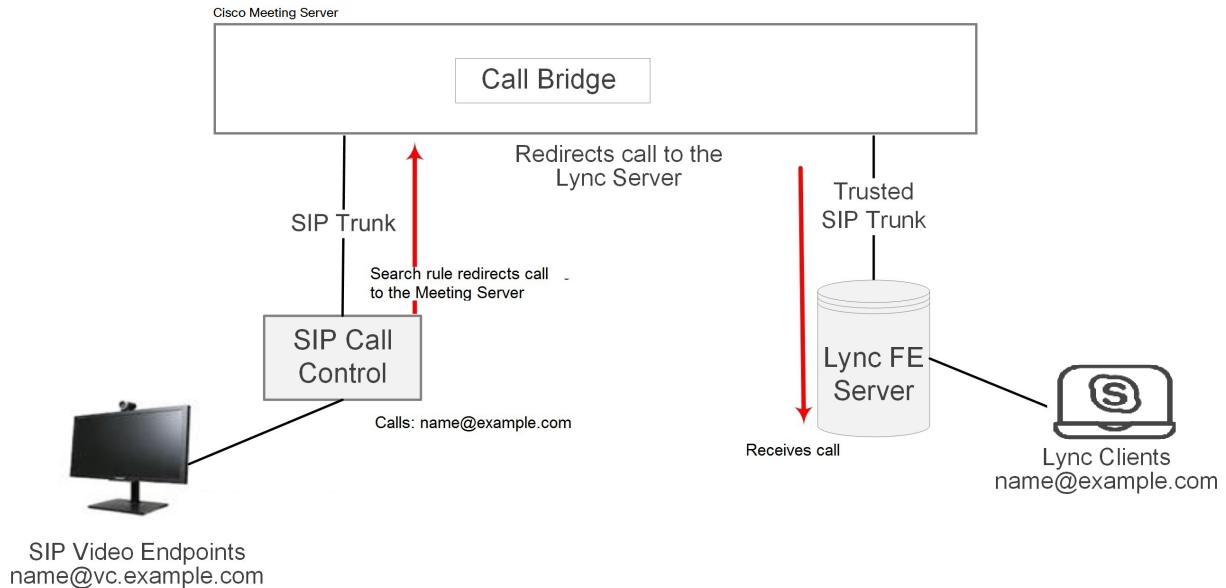 Cisco Meeting Server
Call Bridge
Redirects call to the
Lync Server
SIP Trunk
Trusted
SIP Trunk
Search rule redirects call
to the Meeting Server
SIP Call
Control
Lync FE
Server
Calls: name@example.com
Receives call
S
Lync Clients
name@example.com
SIP Video Endpoints
name@vc.example.com